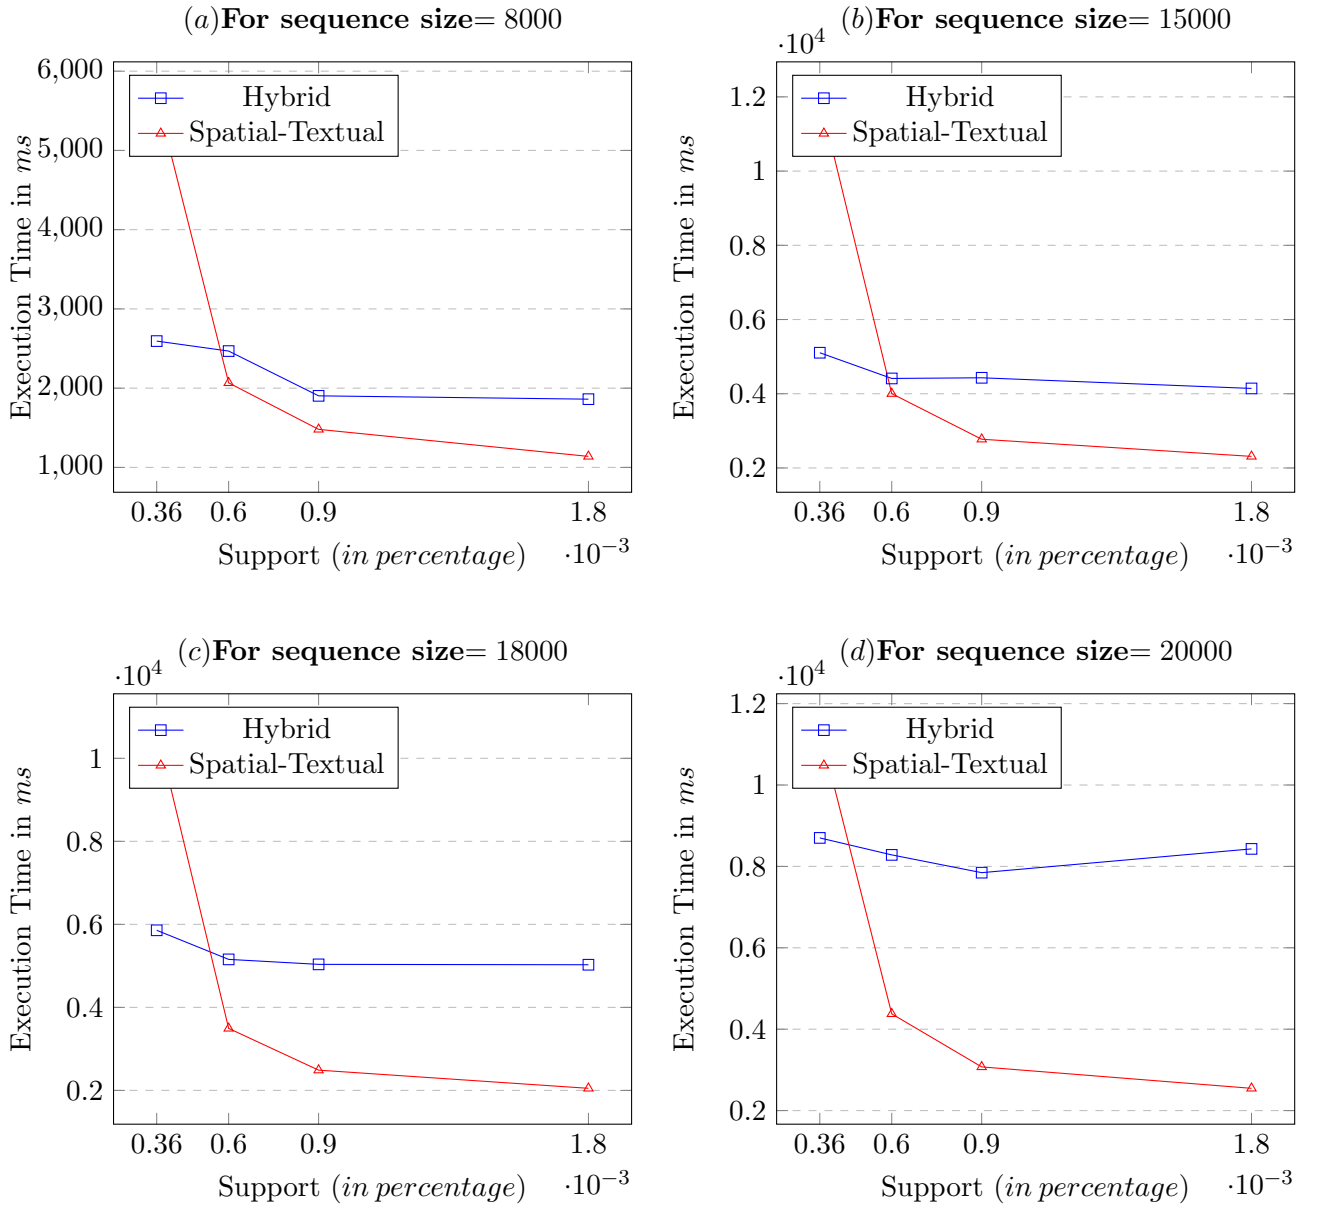 (a)For sequence size= 8000
6,000
5,000
4,000
3,000
2,000
1,000
Execution Time in ms
Hybrid
Spatial-Textual
0.36 0.6 0.9 1.8
Support (in percentage) ·10−3
(b)For sequence size= 15000
·104
1.2
1
0.8
0.6
0.4
0.2
Execution Time in ms
Hybrid
Spatial-Textual
0.36 0.6 0.9 1.8
Support (in percentage) ·10−3
(c)For sequence size= 18000
·104
1
0.8
0.6
0.4
0.2
Execution Time in ms
Hybrid
Spatial-Textual
0.36 0.6 0.9 1.8
Support (in percentage) ·10−3
(d)For sequence size= 20000
·104
1.2
1
0.8
0.6
0.4
0.2
Execution Time in ms
Hybrid
Spatial-Textual
0.36 0.6 0.9 1.8
Support (in percentage) ·10−3